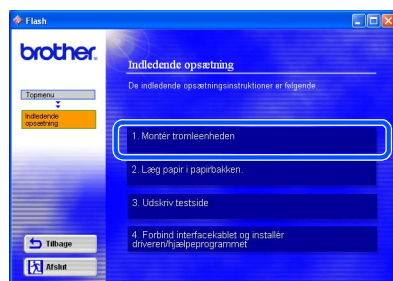 Flash
brother.
Indledende opsætning
De indledende opsætningsinstruktioner er følgende:
Topmenu
Indledende
opsætning
1. Montér tromleenheden
2. Læg papir i papirbakken.
3. Udskriv testside
4. Forbind interfacekablet og installér
driveren/hjælpeprogrammet
Tilbage
Afslut